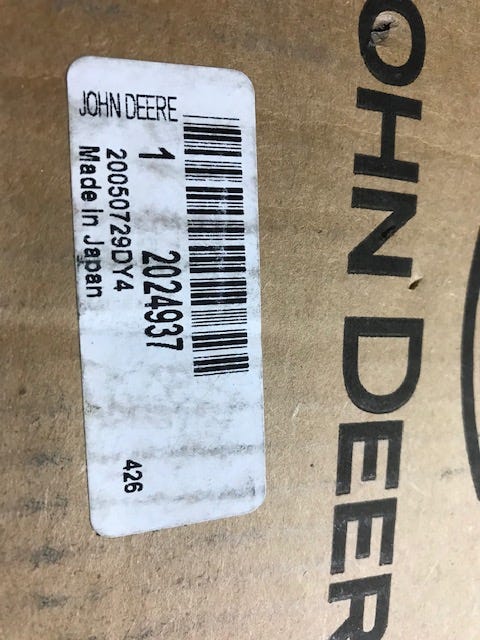 JOHN DEERE
1 2024937
20050729DY4
Made in Japan
426
OHN DEER